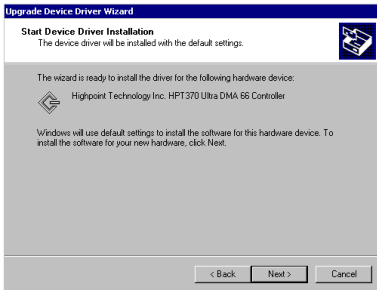 Upgrade Device Driver Wizard
Start Device Driver Installation
The device driver will be installed with the default settings.
The wizard is ready to install the driver for the following hardware device:
Highpoint Technology Inc. HPT370 Ultra DMA 66 Controller
Windows will use default settings to install the software for this hardware device. To
install the software for your new hardware, click Next.
< Back
Next >
Cancel